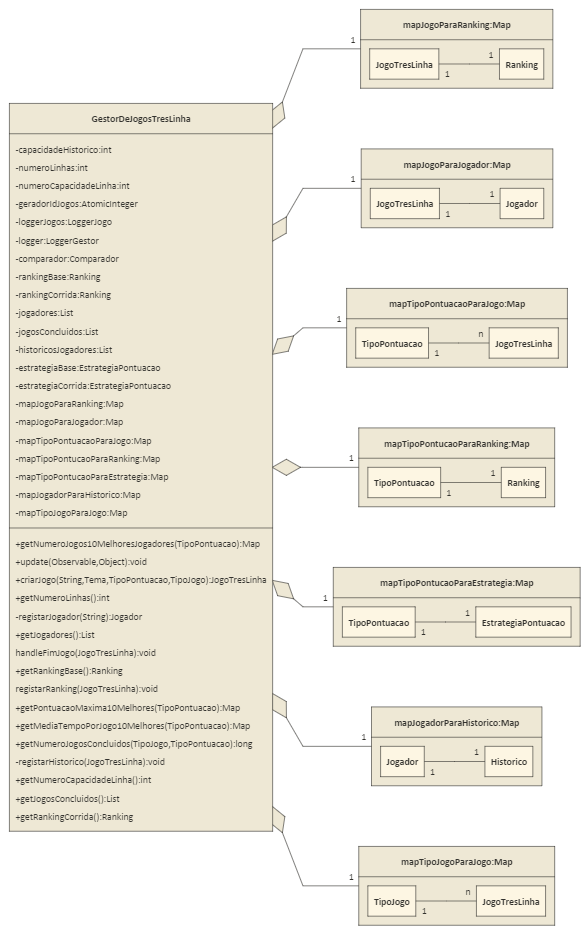 GestorDeJogosTresLinha
-capacidadeHistorico:int
-numeroLinhas:int
-numeroCapacidadeLinha:int
-geradorIdJogos:AtomicInteger
-loggerJogos:LoggerJogo
-logger:LoggerGestor
-comparador:Comparador
-rankingBase:Ranking
-rankingCorrida:Ranking
-jogadores:List
-jogosConcluidos:List
-historicosJogadores:List
-estrategiaBase:EstrategiaPontuacao
-estrategiaCorrida:EstrategiaPontuacao
-mapJogoParaRanking:Map
-mapJogoParaJogador:Map
-mapTipoPontuacaoParaJogo:Map
-mapTipoPontucaoParaRanking:Map
-mapTipoPontucaoParaEstrategia:Map
-mapJogadorParaHistorico:Map
-mapTipoJogoParaJogo:Map
+getNumeroJogos10MelhoresJogadores(TipoPontuacao):Map
+update(Observable,Object):void
+criarJogo(String,Tema,TipoPontuacao,TipoJogo):JogoTresLinha
+getNumeroLinhas():int
-registarJogador(String):Jogador
+getJogadores():List
handleFimJogo(JogoTresLinha):void
+getRankingBase():Ranking
registarRanking(JogoTresLinha):void
+getPontuacaoMaxima10Melhores(TipoPontuacao):Map
+getMediaTempoPorJogo10Melhores(TipoPontuacao):Map
+getNumeroJogosConcluidos(TipoJogo,TipoPontuacao):long
-registarHistorico(JogoTresLinha):void
+getNumeroCapacidadeLinha():int
+getJogosConcluidos():List
+getRankingCorrida():Ranking
mapJogoParaRanking:Map
1
JogoTresLinha
1
1
Ranking
mapJogoParaJogador:Map
1
JogoTresLinha
1
1
Jogador
mapTipoPontuacaoParaJogo:Map
1
TipoPontuacao
1
n
JogoTresLinha
mapTipoPontucaoParaRanking:Map
1
TipoPontuacao
1
1
Ranking
mapTipoPontucaoParaEstrategia:Map
1
TipoPontuacao
1
1
EstrategiaPontuacao
mapJogadorParaHistorico:Map
1
Jogador
1
1
Historico
mapTipoJogoParaJogo:Map
1
TipoJogo
1
n
JogoTresLinha